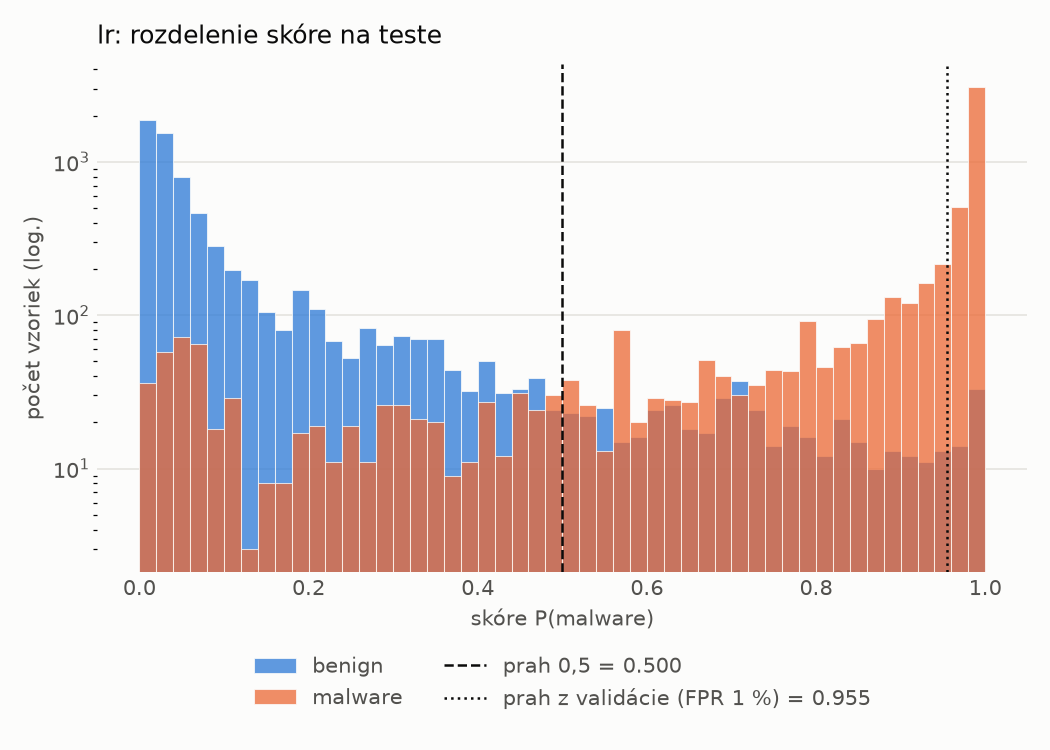 lr: rozdelenie skóre na teste
počet vzoriek (log.)
10³
10²
10¹
0.0 0.2 0.4 0.6 0.8 1.0
skóre P(malware)
benign
malware
prah 0,5 = 0.500
prah z validácie (FPR 1 %) = 0.955